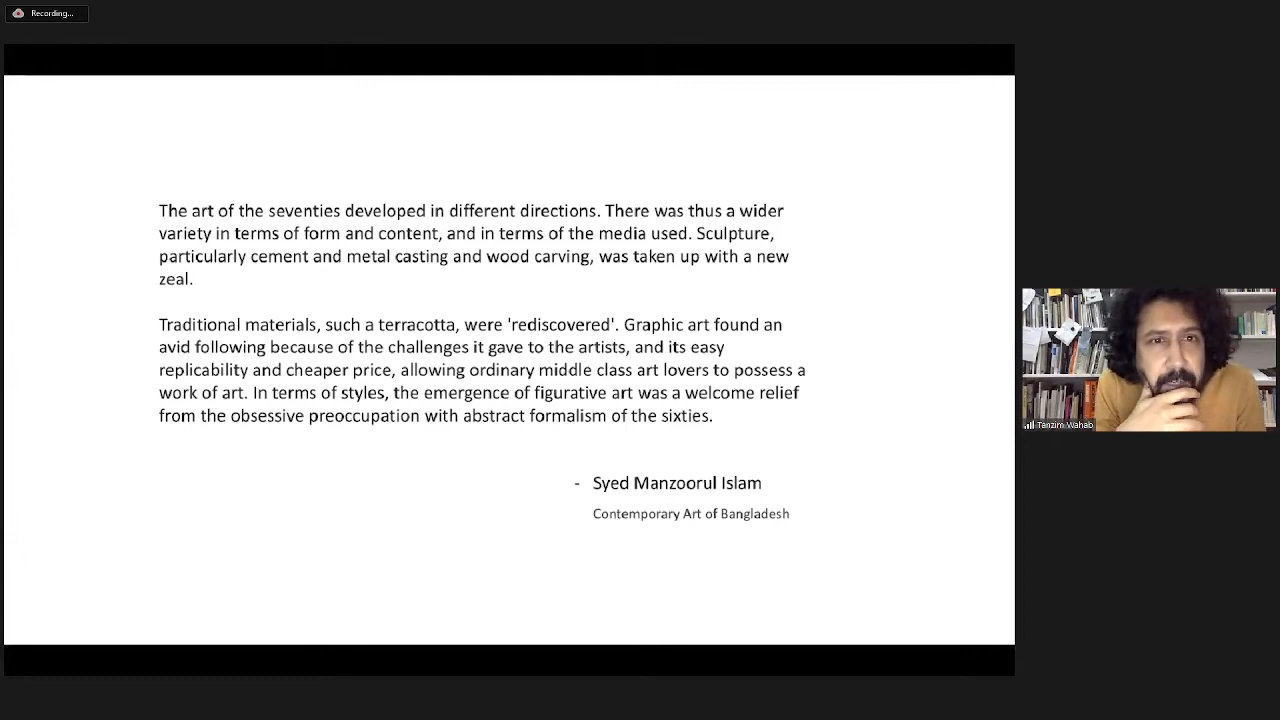 Recording...
The art of the seventies developed in different directions. There was thus a wider
variety in terms of form and content, and in terms of the media used. Sculpture,
particularly cement and metal casting and wood carving, was taken up with a new
zeal.
Traditional materials, such a terracotta, were 'rediscovered'. Graphic art found an
avid following because of the challenges it gave to the artists, and its easy
replicability and cheaper price, allowing ordinary middle class art lovers to possess a
work of art. In terms of styles, the emergence of figurative art was a welcome relief
from the obsessive preoccupation with abstract formalism of the sixties.
- Syed Manzoorul Islam
Contemporary Art of Bangladesh
Tanzim Wahab